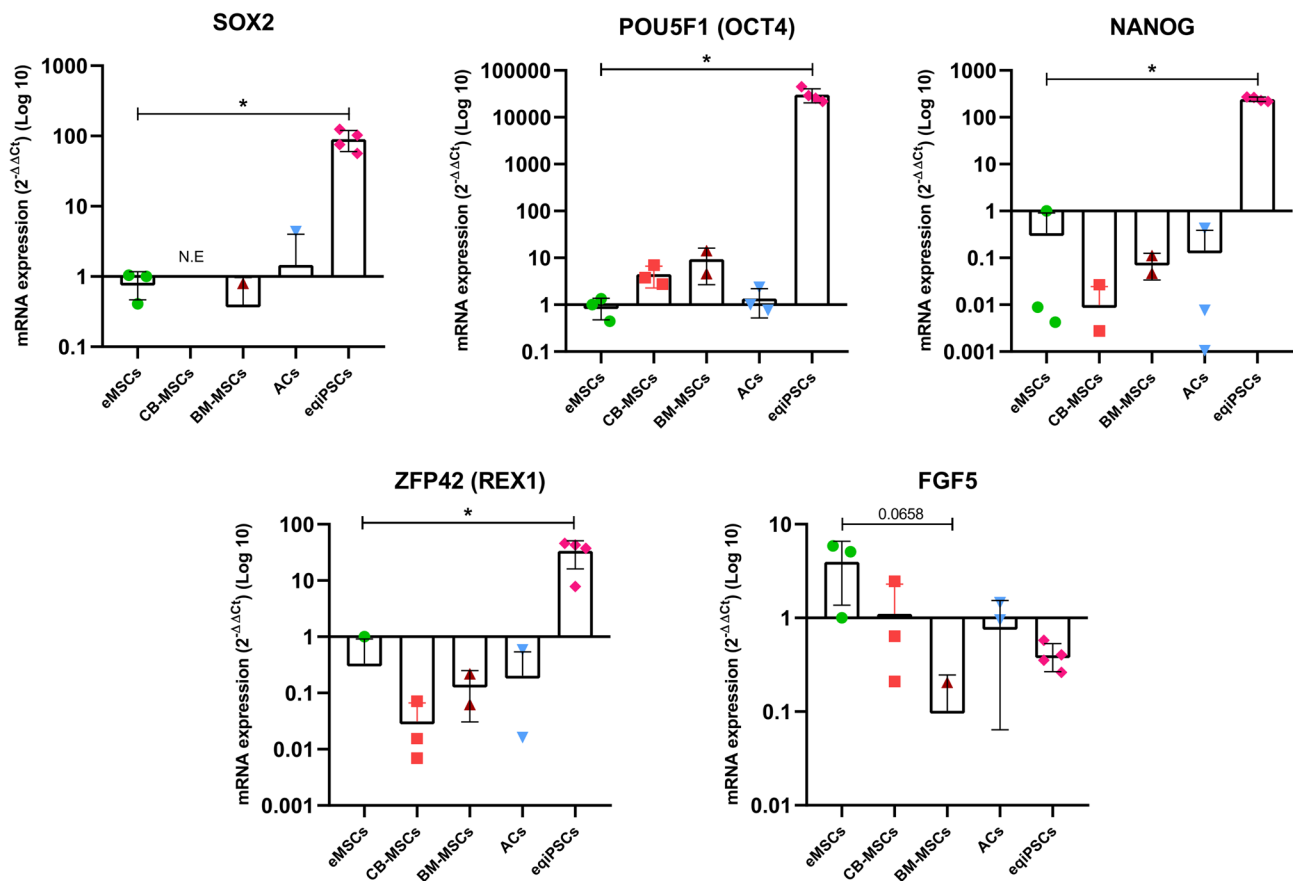 SOX2
mRNA expression (2^-ΔΔCt) (Log 10)
1000
100
10
1
0.1
*
N.E
eMSCs
CB-MSCs
BM-MSCs
ACs
eqiPSCs
POU5F1 (OCT4)
mRNA expression (2^-ΔΔCt) (Log 10)
100000
10000
1000
100
10
1
0.1
*
eMSCs
CB-MSCs
BM-MSCs
ACs
eqiPSCs
NANOG
mRNA expression (2^-ΔΔCt) (Log 10)
1000
100
10
1
0.1
0.01
0.001
*
eMSCs
CB-MSCs
BM-MSCs
ACs
eqiPSCs
ZFP42 (REX1)
mRNA expression (2^-ΔΔCt) (Log 10)
100
10
1
0.1
0.01
0.001
*
eMSCs
CB-MSCs
BM-MSCs
ACs
eqiPSCs
FGF5
mRNA expression (2^-ΔΔCt) (Log 10)
10
1
0.1
0.01
0.0658
eMSCs
CB-MSCs
BM-MSCs
ACs
eqiPSCs